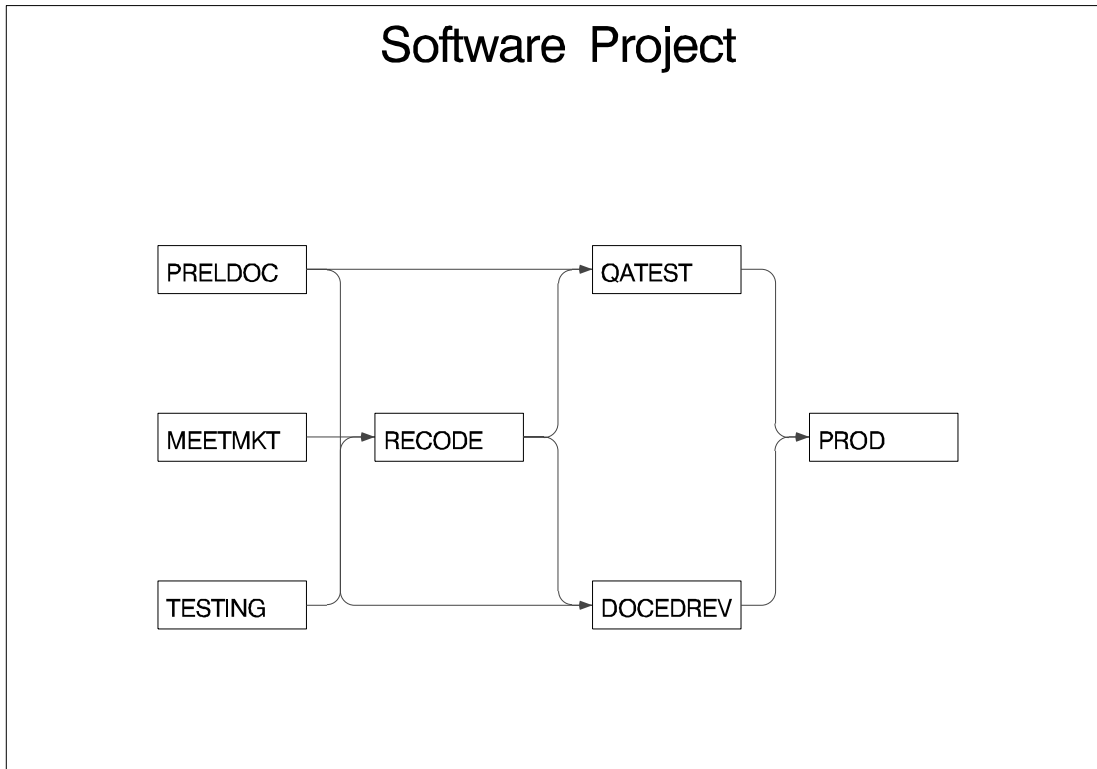 Software Project
PRELDOC
QATEST
MEETMKT
RECODE
PROD
TESTING
DOCEDREV